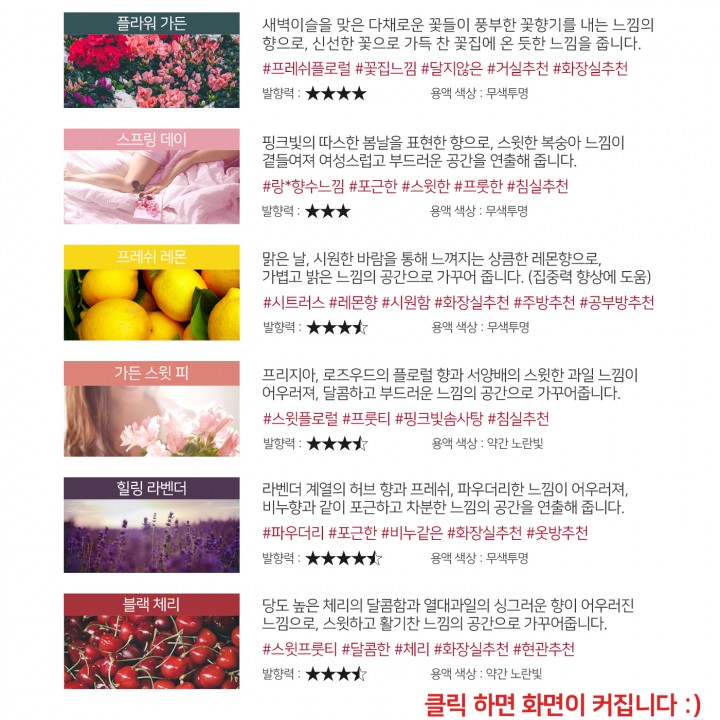 플라워 가든
새벽이슬을 맞은 다채로운 꽃들이 풍부한 꽃향기를 내는 느낌의
향으로, 신선한 꽃으로 가득 찬 꽃집에 온 듯한 느낌을 줍니다.
#프레쉬플로럴 #꽃집느낌 #달지않은 #거실추천 #화장실추천
발향력 : ★★★★ 용액 색상 : 무색투명
스프링 데이
핑크빛의 따스한 봄날을 표현한 향으로, 스윗한 복숭아 느낌이
곁들여져 여성스럽고 부드러운 공간을 연출해 줍니다.
#랑*향수느낌 #포근한 #스윗한 #프룻한 #침실추천
발향력 : ★★★ 용액 색상 : 무색투명
프레쉬 레몬
맑은 날, 시원한 바람을 통해 느껴지는 상큼한 레몬향으로,
가볍고 밝은 느낌의 공간으로 가꾸어 줍니다. (집중력 향상에 도움)
#시트러스 #레몬향 #시원함 #화장실추천 #주방추천 #공부방추천
발향력 : ★★★⯪ 용액 색상 : 무색투명
가든 스윗 피
프리지아, 로즈우드의 플로럴 향과 서양배의 스윗한 과일 느낌이
어우러져, 달콤하고 부드러운 느낌의 공간으로 가꾸어줍니다.
#스윗플로럴 #프룻티 #핑크빛솜사탕 #침실추천
발향력 : ★★★⯪ 용액 색상 : 약간 노란빛
힐링 라벤더
라벤더 계열의 허브 향과 프레쉬, 파우더리한 느낌이 어우러져,
비누향과 같이 포근하고 차분한 느낌의 공간을 연출해 줍니다.
#파우더리 #포근한 #비누같은 #화장실추천 #옷방추천
발향력 : ★★★★⯪ 용액 색상 : 무색투명
블랙 체리
당도 높은 체리의 달콤함과 열대과일의 싱그러운 향이 어우러진
느낌으로, 스윗하고 활기찬 느낌의 공간으로 가꾸어줍니다.
#스윗프룻티 #달콤한 #체리 #화장실추천 #현관추천
발향력 : ★★★⯪ 용액 색상 : 약간 노란빛
클릭 하면 화면이 커집니다 :)